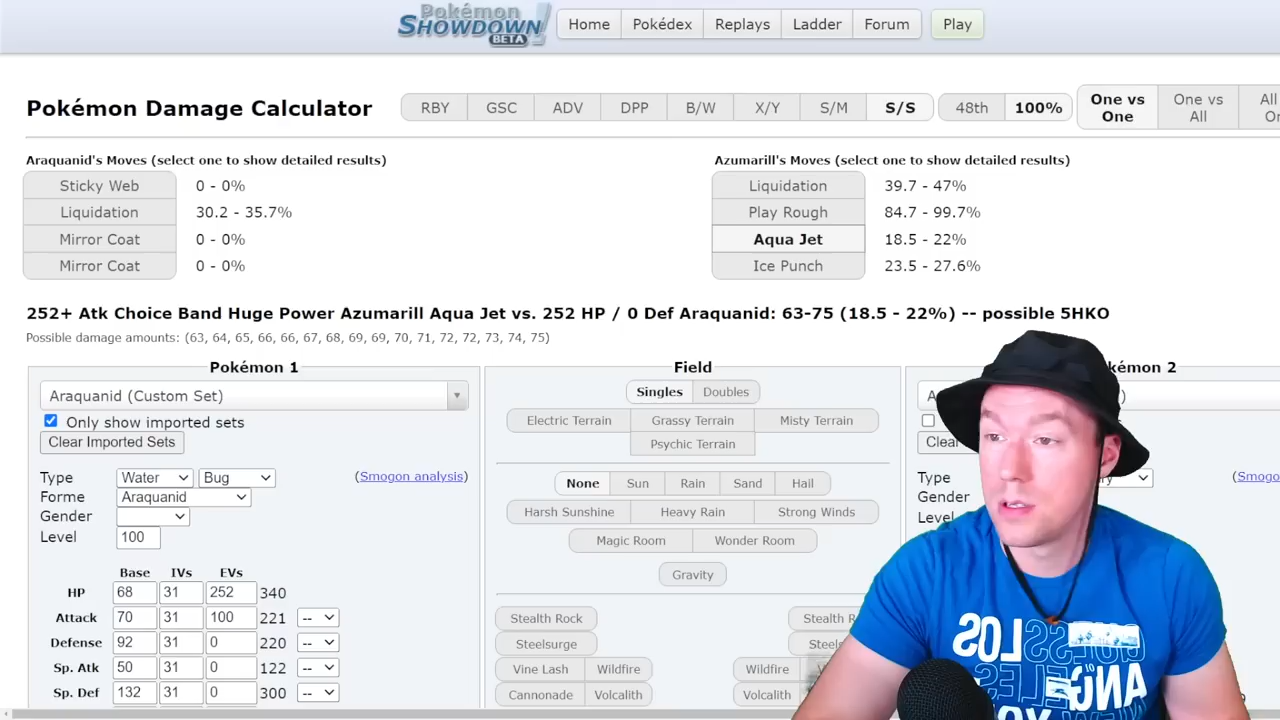 Pokémon SHOWDOWN! BETA
Home Pokédex Replays Ladder Forum Play
Pokémon Damage Calculator RBY GSC ADV DPP B/W X/Y S/M S/S 48th 100% One vs One One vs All All
Araquanid's Moves (select one to show detailed results)
Sticky Web 0 - 0%
Liquidation 30.2 - 35.7%
Mirror Coat 0 - 0%
Mirror Coat 0 - 0%
Azumarill's Moves (select one to show detailed results)
Liquidation 39.7 - 47%
Play Rough 84.7 - 99.7%
Aqua Jet 18.5 - 22%
Ice Punch 23.5 - 27.6%
252+ Atk Choice Band Huge Power Azumarill Aqua Jet vs. 252 HP / 0 Def Araquanid: 63-75 (18.5 - 22%) -- possible 5HKO
Possible damage amounts: (63, 64, 65, 66, 66, 67, 68, 69, 69, 70, 71, 72, 72, 73, 74, 75)
Pokémon 1
Araquanid (Custom Set)
Only show imported sets
Clear Imported Sets
Type Water Bug (Smogon analysis)
Forme Araquanid
Gender
Level 100
Base IVs EVs
HP 68 31 252 340
Attack 70 31 100 221 --
Defense 92 31 0 220 --
Sp. Atk 50 31 0 122 --
Sp. Def 132 31 0 300 --
Field
Singles Doubles
Electric Terrain Grassy Terrain Misty Terrain
Psychic Terrain
None Sun Rain Sand Hail
Harsh Sunshine Heavy Rain Strong Winds
Magic Room Wonder Room
Gravity
Stealth Rock Stealth R
Steelsurge Steels
Vine Lash Wildfire Wildfire
Cannonade Volcalith Volcalith
kémon 2
Clear
Type (Smogo
Gender
Level